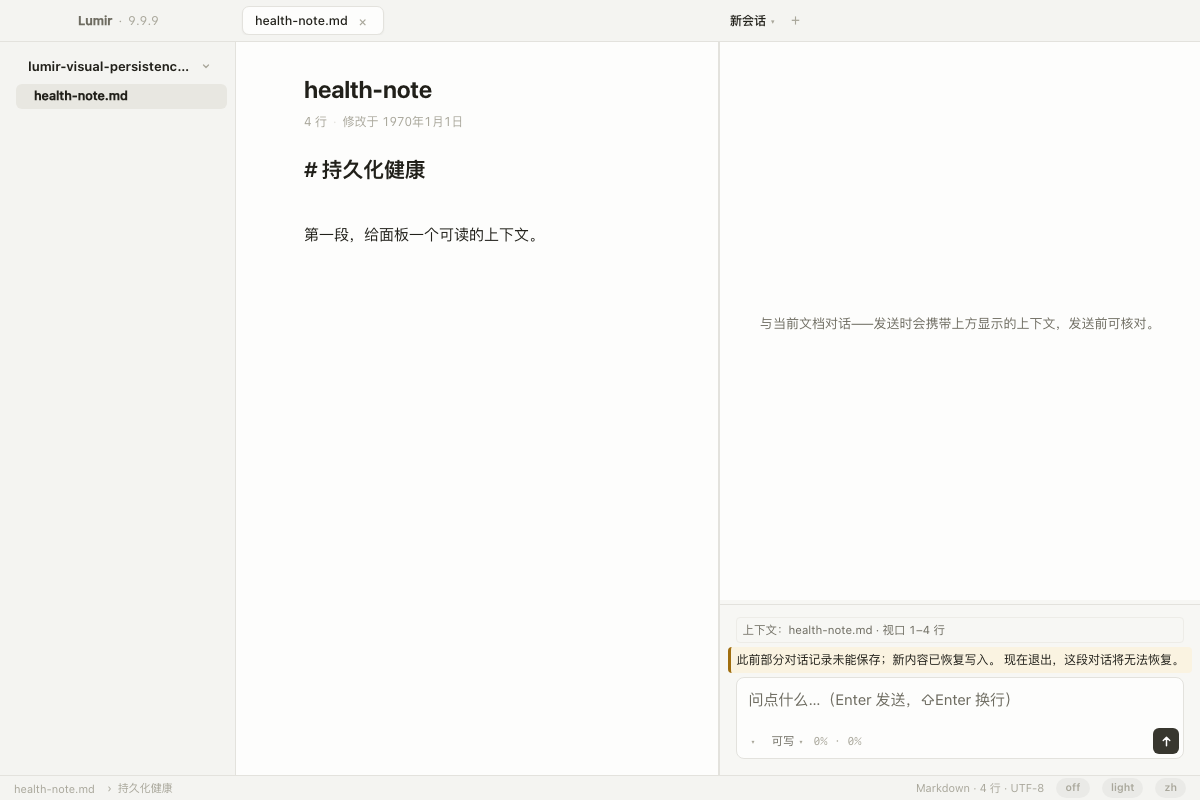 Lumir · 9.9.9
health-note.md ×
新会话 +
lumir-visual-persistenc...
health-note.md
health-note
4 行 · 修改于 1970年1月1日
# 持久化健康
第一段，给面板一个可读的上下文。
与当前文档对话——发送时会携带上方显示的上下文，发送前可核对。
上下文：health-note.md · 视口 1–4 行
此前部分对话记录未能保存；新内容已恢复写入。 现在退出，这段对话将无法恢复。
问点什么…（Enter 发送，⇧Enter 换行）
可写 0% · 0%
health-note.md › 持久化健康
Markdown · 4 行 · UTF-8 off light zh